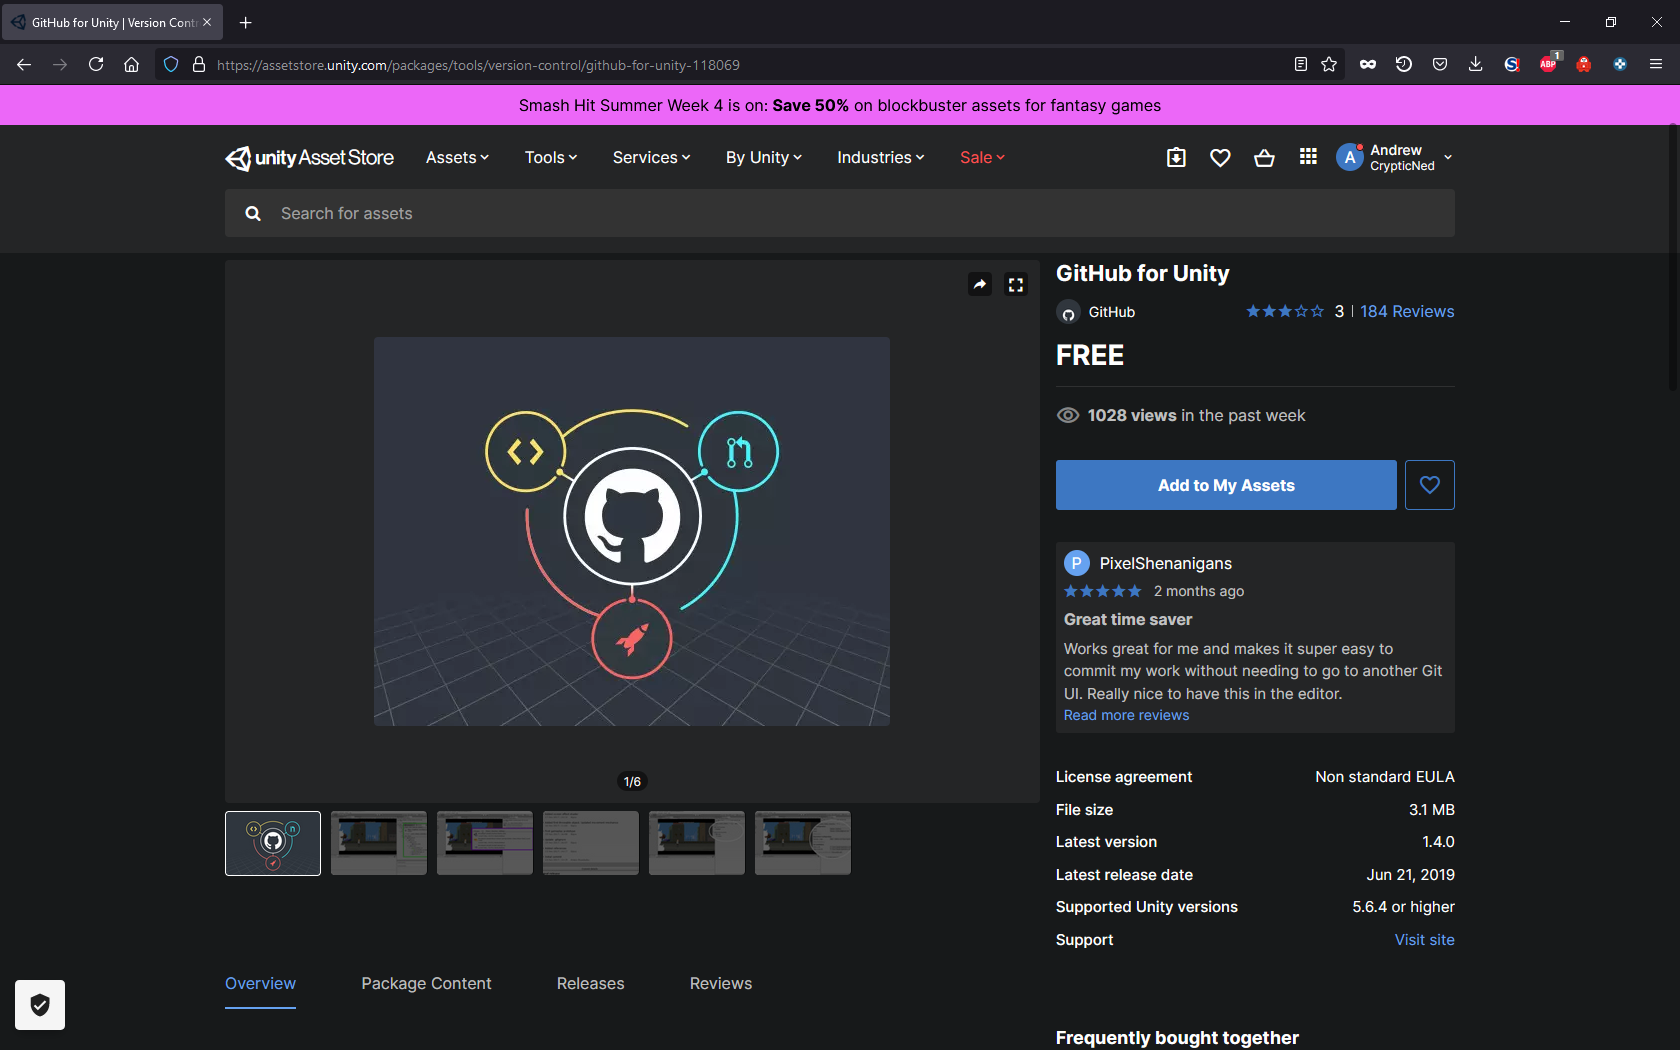 GitHub for Unity | Version Contr
https://assetstore.unity.com/packages/tools/version-control/github-for-unity-118069
ABP
1
Smash Hit Summer Week 4 is on: Save 50% on blockbuster assets for fantasy games
unity Asset Store
Assets
Tools
Services
By Unity
Industries
Sale
A
Andrew
CrypticNed
Search for assets
GitHub for Unity
GitHub
3 | 184 Reviews
FREE
1028 views in the past week
Add to My Assets
P
PixelShenanigans
2 months ago
Great time saver
Works great for me and makes it super easy to
commit my work without needing to go to another Git
UI. Really nice to have this in the editor.
Read more reviews
1/6
License agreement Non standard EULA
File size 3.1 MB
Latest version 1.4.0
Latest release date Jun 21, 2019
Supported Unity versions 5.6.4 or higher
Support Visit site
Overview
Package Content
Releases
Reviews
Frequently bought together